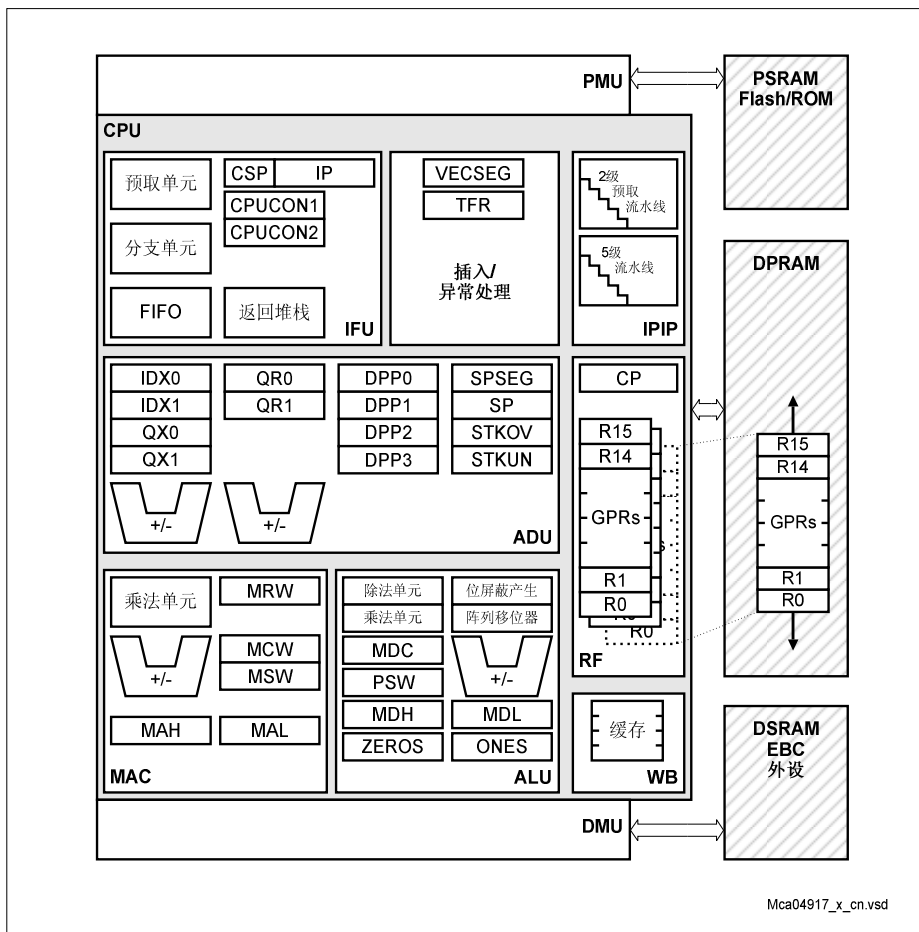 PMU
PSRAM
Flash/ROM
CPU
预取单元
CSP
IP
CPUCON1
CPUCON2
分支单元
FIFO
返回堆栈
IFU
VECSEG
TFR
插入/
异常处理
2级
预取
流水线
5级
流水线
IPIP
DPRAM
IDX0
IDX1
QX0
QX1
+/-
QR0
QR1
+/-
DPP0
DPP1
DPP2
DPP3
SPSEG
SP
STKOV
STKUN
ADU
CP
R15
R14
GPRs
R1
R0
R0
RF
R15
R14
GPRs
R1
R0
乘法单元
MRW
+/-
MCW
MSW
MAH
MAL
MAC
除法单元
位屏蔽产生
乘法单元
阵列移位器
MDC
PSW
+/-
MDH
MDL
ZEROS
ONES
ALU
缓存
WB
DSRAM
EBC
外设
DMU
Mca04917_x_cn.vsd